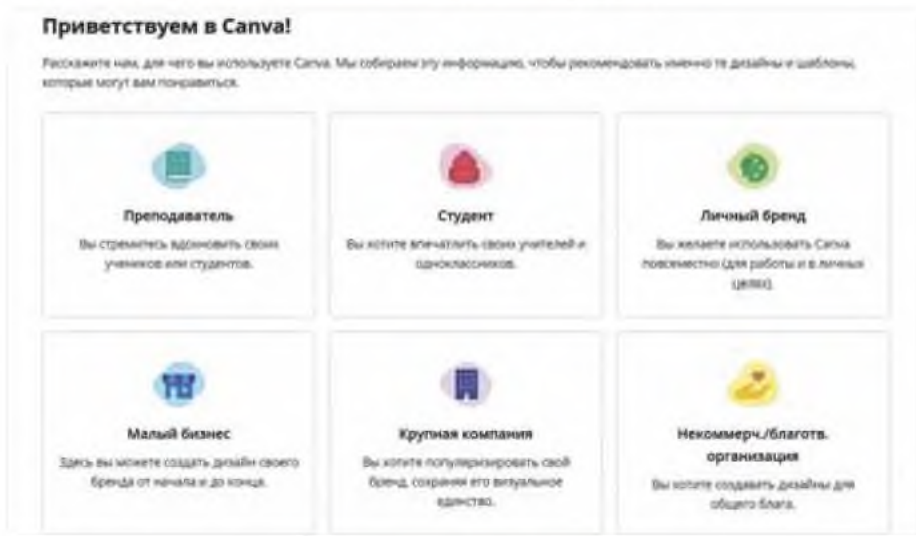 Приветствуем в Canva!
Расскажите нам, для чего вы используете Canva. Мы собираем эту информацию, чтобы рекомендовать именно те дизайны и шаблоны,
которые могут вам понравиться.
Преподаватель
Вы стремитесь вдохновить своих
учеников или студентов.
Студент
Вы хотите впечатлить своих учителей и
одноклассников.
Личный бренд
Вы желаете использовать Canva
повсеместно (для работы и в личных
целях).
Малый бизнес
Здесь вы можете создать дизайн своего
бренда от начала и до конца.
Крупная компания
Вы хотите популяризировать свой
бренд, сохраняя его визуальное
единство.
Некоммерч./благотв.
организация
Вы хотите создавать дизайны для
общего блага.